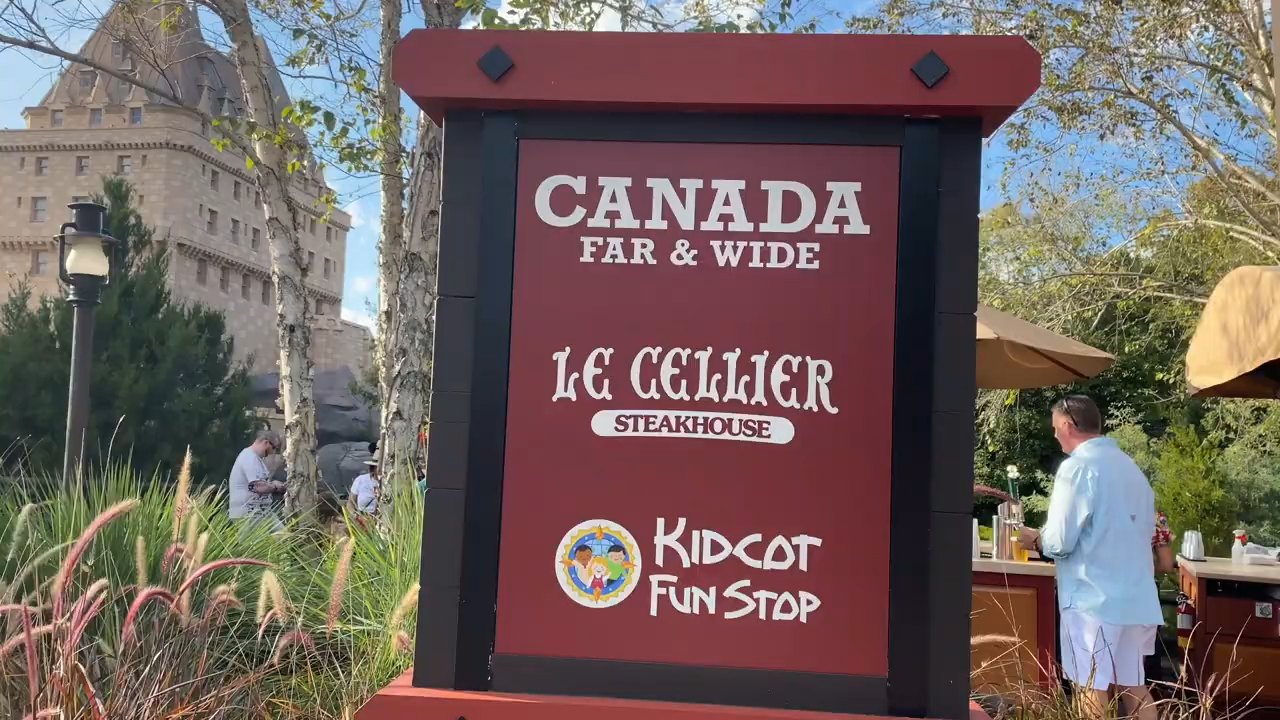 CANADA
FAR & WIDE
LE CELLIER
STEAKHOUSE
KIDCOT
FUN STOP